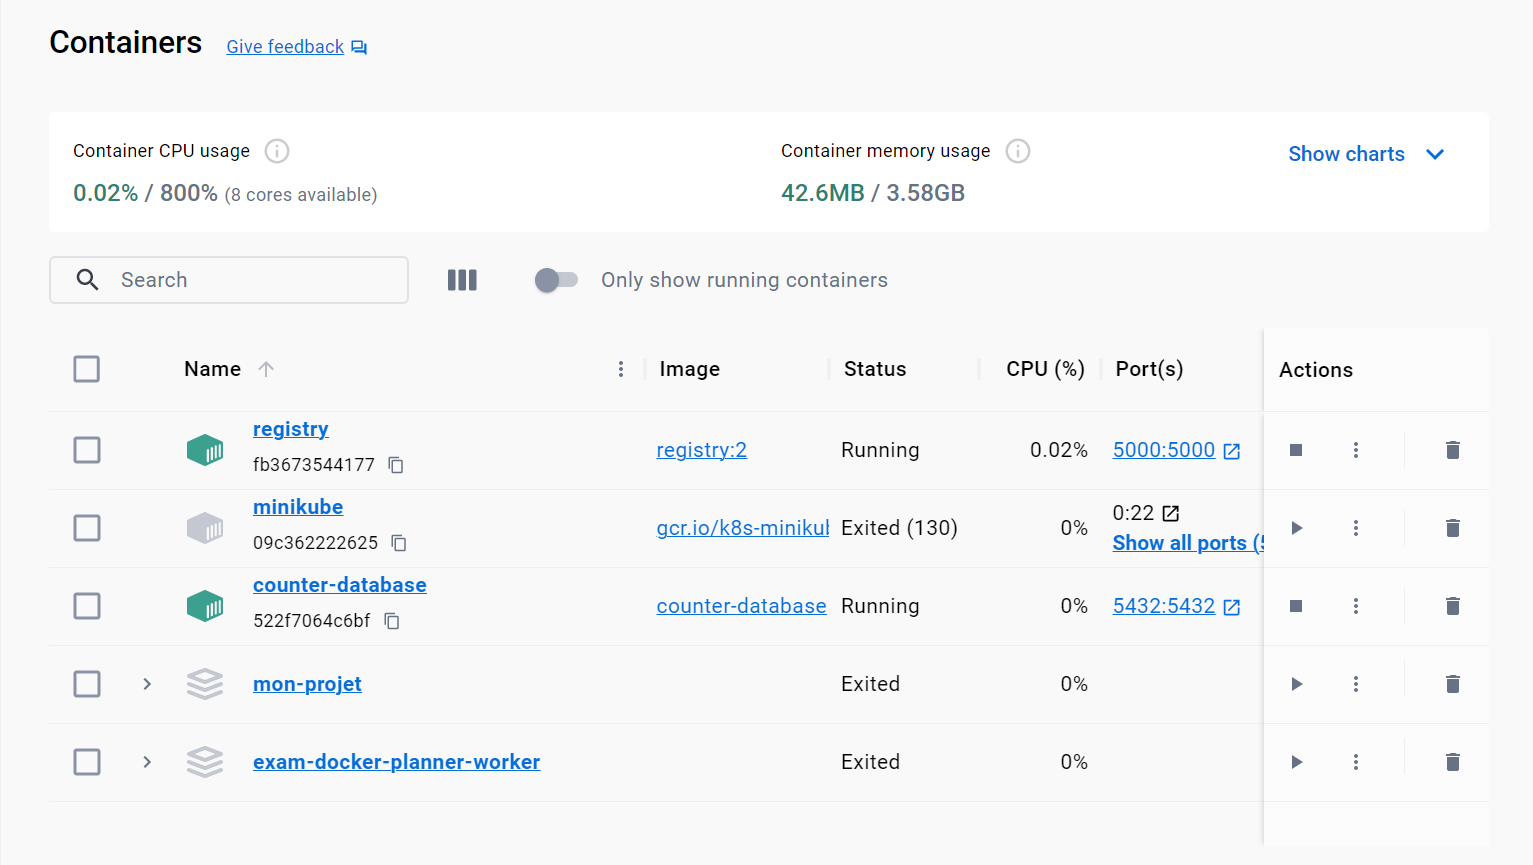 Containers Give feedback
Container CPU usage
0.02% / 800% (8 cores available)
Container memory usage
42.6MB / 3.58GB
Show charts
Search
Only show running containers
Name Image Status CPU (%) Port(s) Actions
registry
fb3673544177
registry:2 Running 0.02% 5000:5000
minikube
09c362222625
gcr.io/k8s-minikub Exited (130) 0% 0:22
Show all ports (5
counter-database
522f7064c6bf
counter-database Running 0% 5432:5432
mon-projet Exited 0%
exam-docker-planner-worker Exited 0%